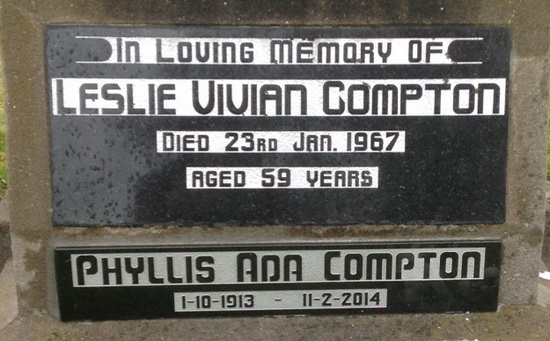 In Loving Memory Of
Leslie Vivian Compton
Died 23rd Jan. 1967
Aged 59 Years
Phyllis Ada Compton
1-10-1913 - 11-2-2014